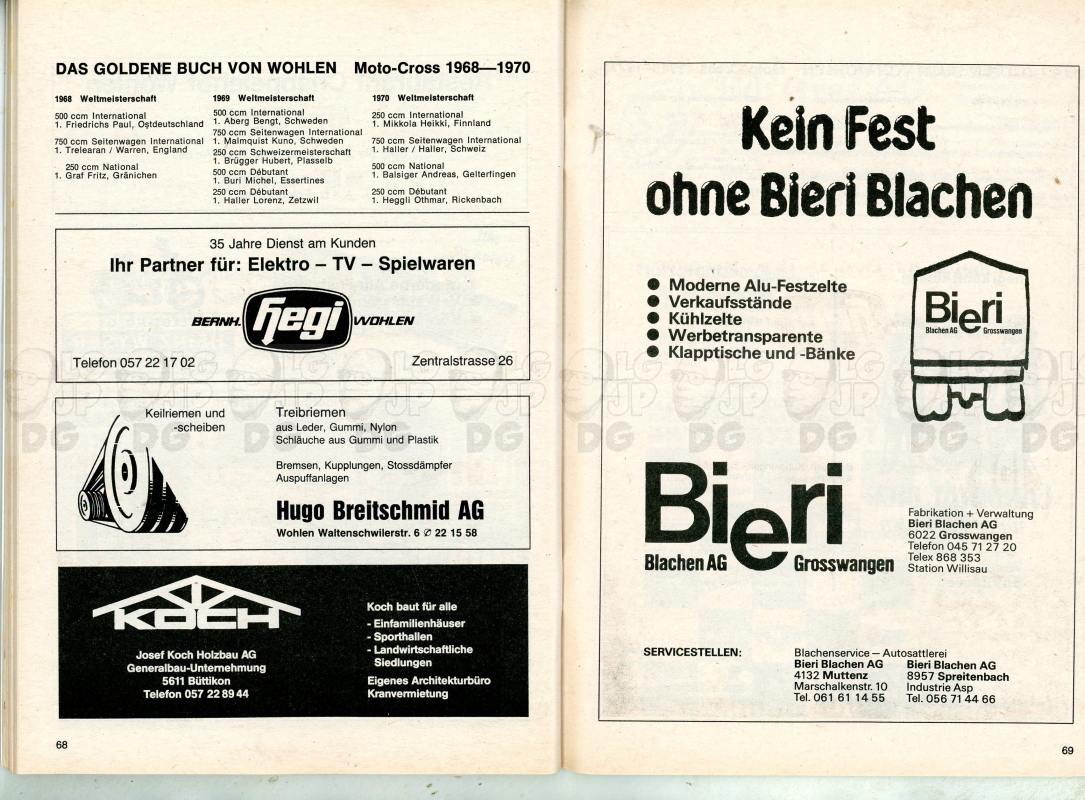 DAS GOLDENE BUCH VON WOHLEN Moto-Cross 1968—1970
1968 Weltmeisterschaft
500 ccm International
1. Friedrichs Paul, Ostdeutschland
750 ccm Seitenwagen International
1. Trelearan / Warren, England
250 ccm National
1. Graf Fritz, Gränichen
1969 Weltmeisterschaft
500 ccm International
1. Aberg Bengt, Schweden
750 ccm Seitenwagen International
1. Malmquist Kuno, Schweden
250 ccm Schweizermeisterschaft
1. Brügger Hubert, Plasselb
500 ccm Débutant
1. Buri Michel, Essertines
250 ccm Débutant
1. Haller Lorenz, Zetzwil
1970 Weltmeisterschaft
250 ccm International
1. Mikkola Heikki, Finnland
750 ccm Seitenwagen International
1. Haller / Haller, Schweiz
500 ccm National
1. Balsiger Andreas, Gelterfingen
250 ccm Débutant
1. Heggli Othmar, Rickenbach
35 Jahre Dienst am Kunden
Ihr Partner für: Elektro – TV – Spielwaren
BERNH. hegi WOHLEN
Telefon 057 22 17 02 Zentralstrasse 26
Keilriemen und
-scheiben
Treibriemen
aus Leder, Gummi, Nylon
Schläuche aus Gummi und Plastik
Bremsen, Kupplungen, Stossdämpfer
Auspuffanlagen
Hugo Breitschmid AG
Wohlen Waltenschwilerstr. 6 ✆ 22 15 58
KOCH
Josef Koch Holzbau AG
Generalbau-Unternehmung
5611 Büttikon
Telefon 057 22 89 44
Koch baut für alle
- Einfamilienhäuser
- Sporthallen
- Landwirtschaftliche
Siedlungen
Eigenes Architekturbüro
Kranvermietung
68
Kein Fest
ohne Bieri Blachen
● Moderne Alu-Festzelte
● Verkaufsstände
● Kühlzelte
● Werbetransparente
● Klapptische und -Bänke
Bieri
Blachen AG Grosswangen
Bieri
Blachen AG Grosswangen
Fabrikation + Verwaltung
Bieri Blachen AG
6022 Grosswangen
Telefon 045 71 27 20
Telex 868 353
Station Willisau
SERVICESTELLEN:
Blachenservice – Autosattlerei
Bieri Blachen AG
4132 Muttenz
Marschalkenstr. 10
Tel. 061 61 14 55
Bieri Blachen AG
8957 Spreitenbach
Industrie Asp
Tel. 056 71 44 66
69
LG
JP
DG